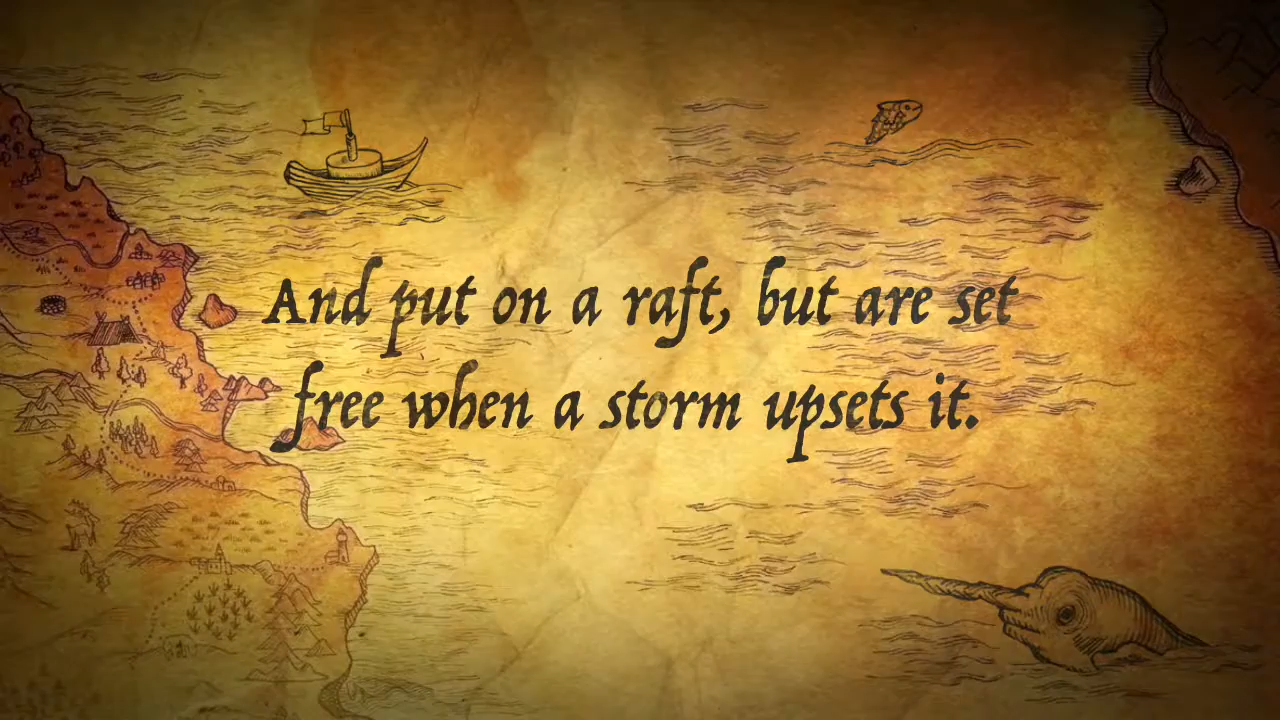 And put on a raft, but are set
free when a storm upsets it.